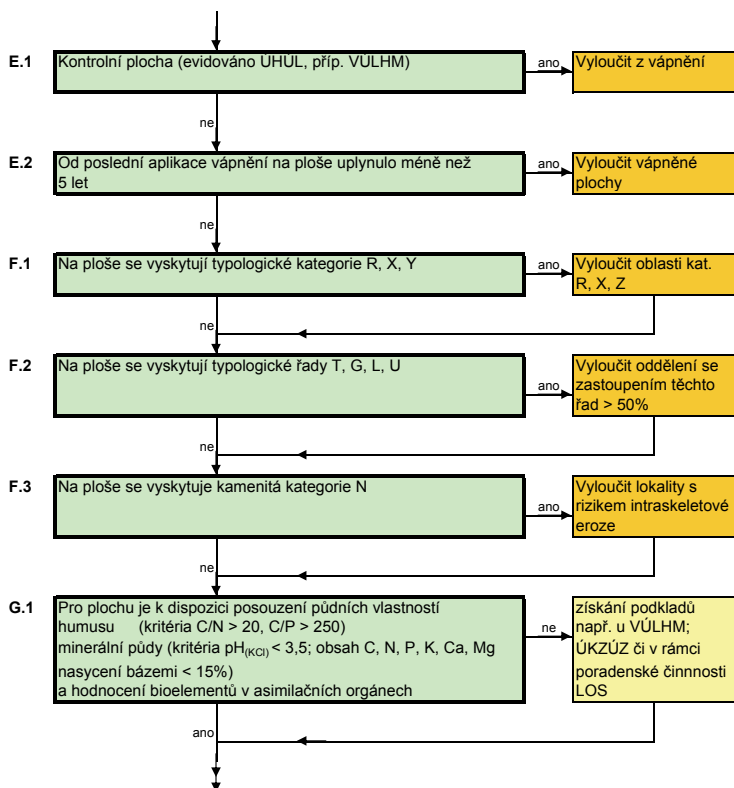 E.1
Kontrolní plocha (evidováno ÚHÚL, příp. VÚLHM)
ano
Vyloučit z vápnění
ne
E.2
Od poslední aplikace vápnění na ploše uplynulo méně než
5 let
ano
Vyloučit vápněné
plochy
ne
F.1
Na ploše se vyskytují typologické kategorie R, X, Y
ano
Vyloučit oblasti kat.
R, X, Z
ne
F.2
Na ploše se vyskytují typologické řady T, G, L, U
ano
Vyloučit oddělení se
zastoupením těchto
řad > 50%
ne
F.3
Na ploše se vyskytuje kamenitá kategorie N
ano
Vyloučit lokality s
rizikem intraskeletové
eroze
ne
G.1
Pro plochu je k dispozici posouzení půdních vlastností
humusu (kritéria C/N > 20, C/P > 250)
minerální půdy (kritéria pH(KCl) < 3,5; obsah C, N, P, K, Ca, Mg
nasycení bázemi < 15%)
a hodnocení bioelementů v asimilačních orgánech
ne
získání podkladů
např. u VÚLHM;
ÚKZÚZ či v rámci
poradenské činnnosti
LOS
ano